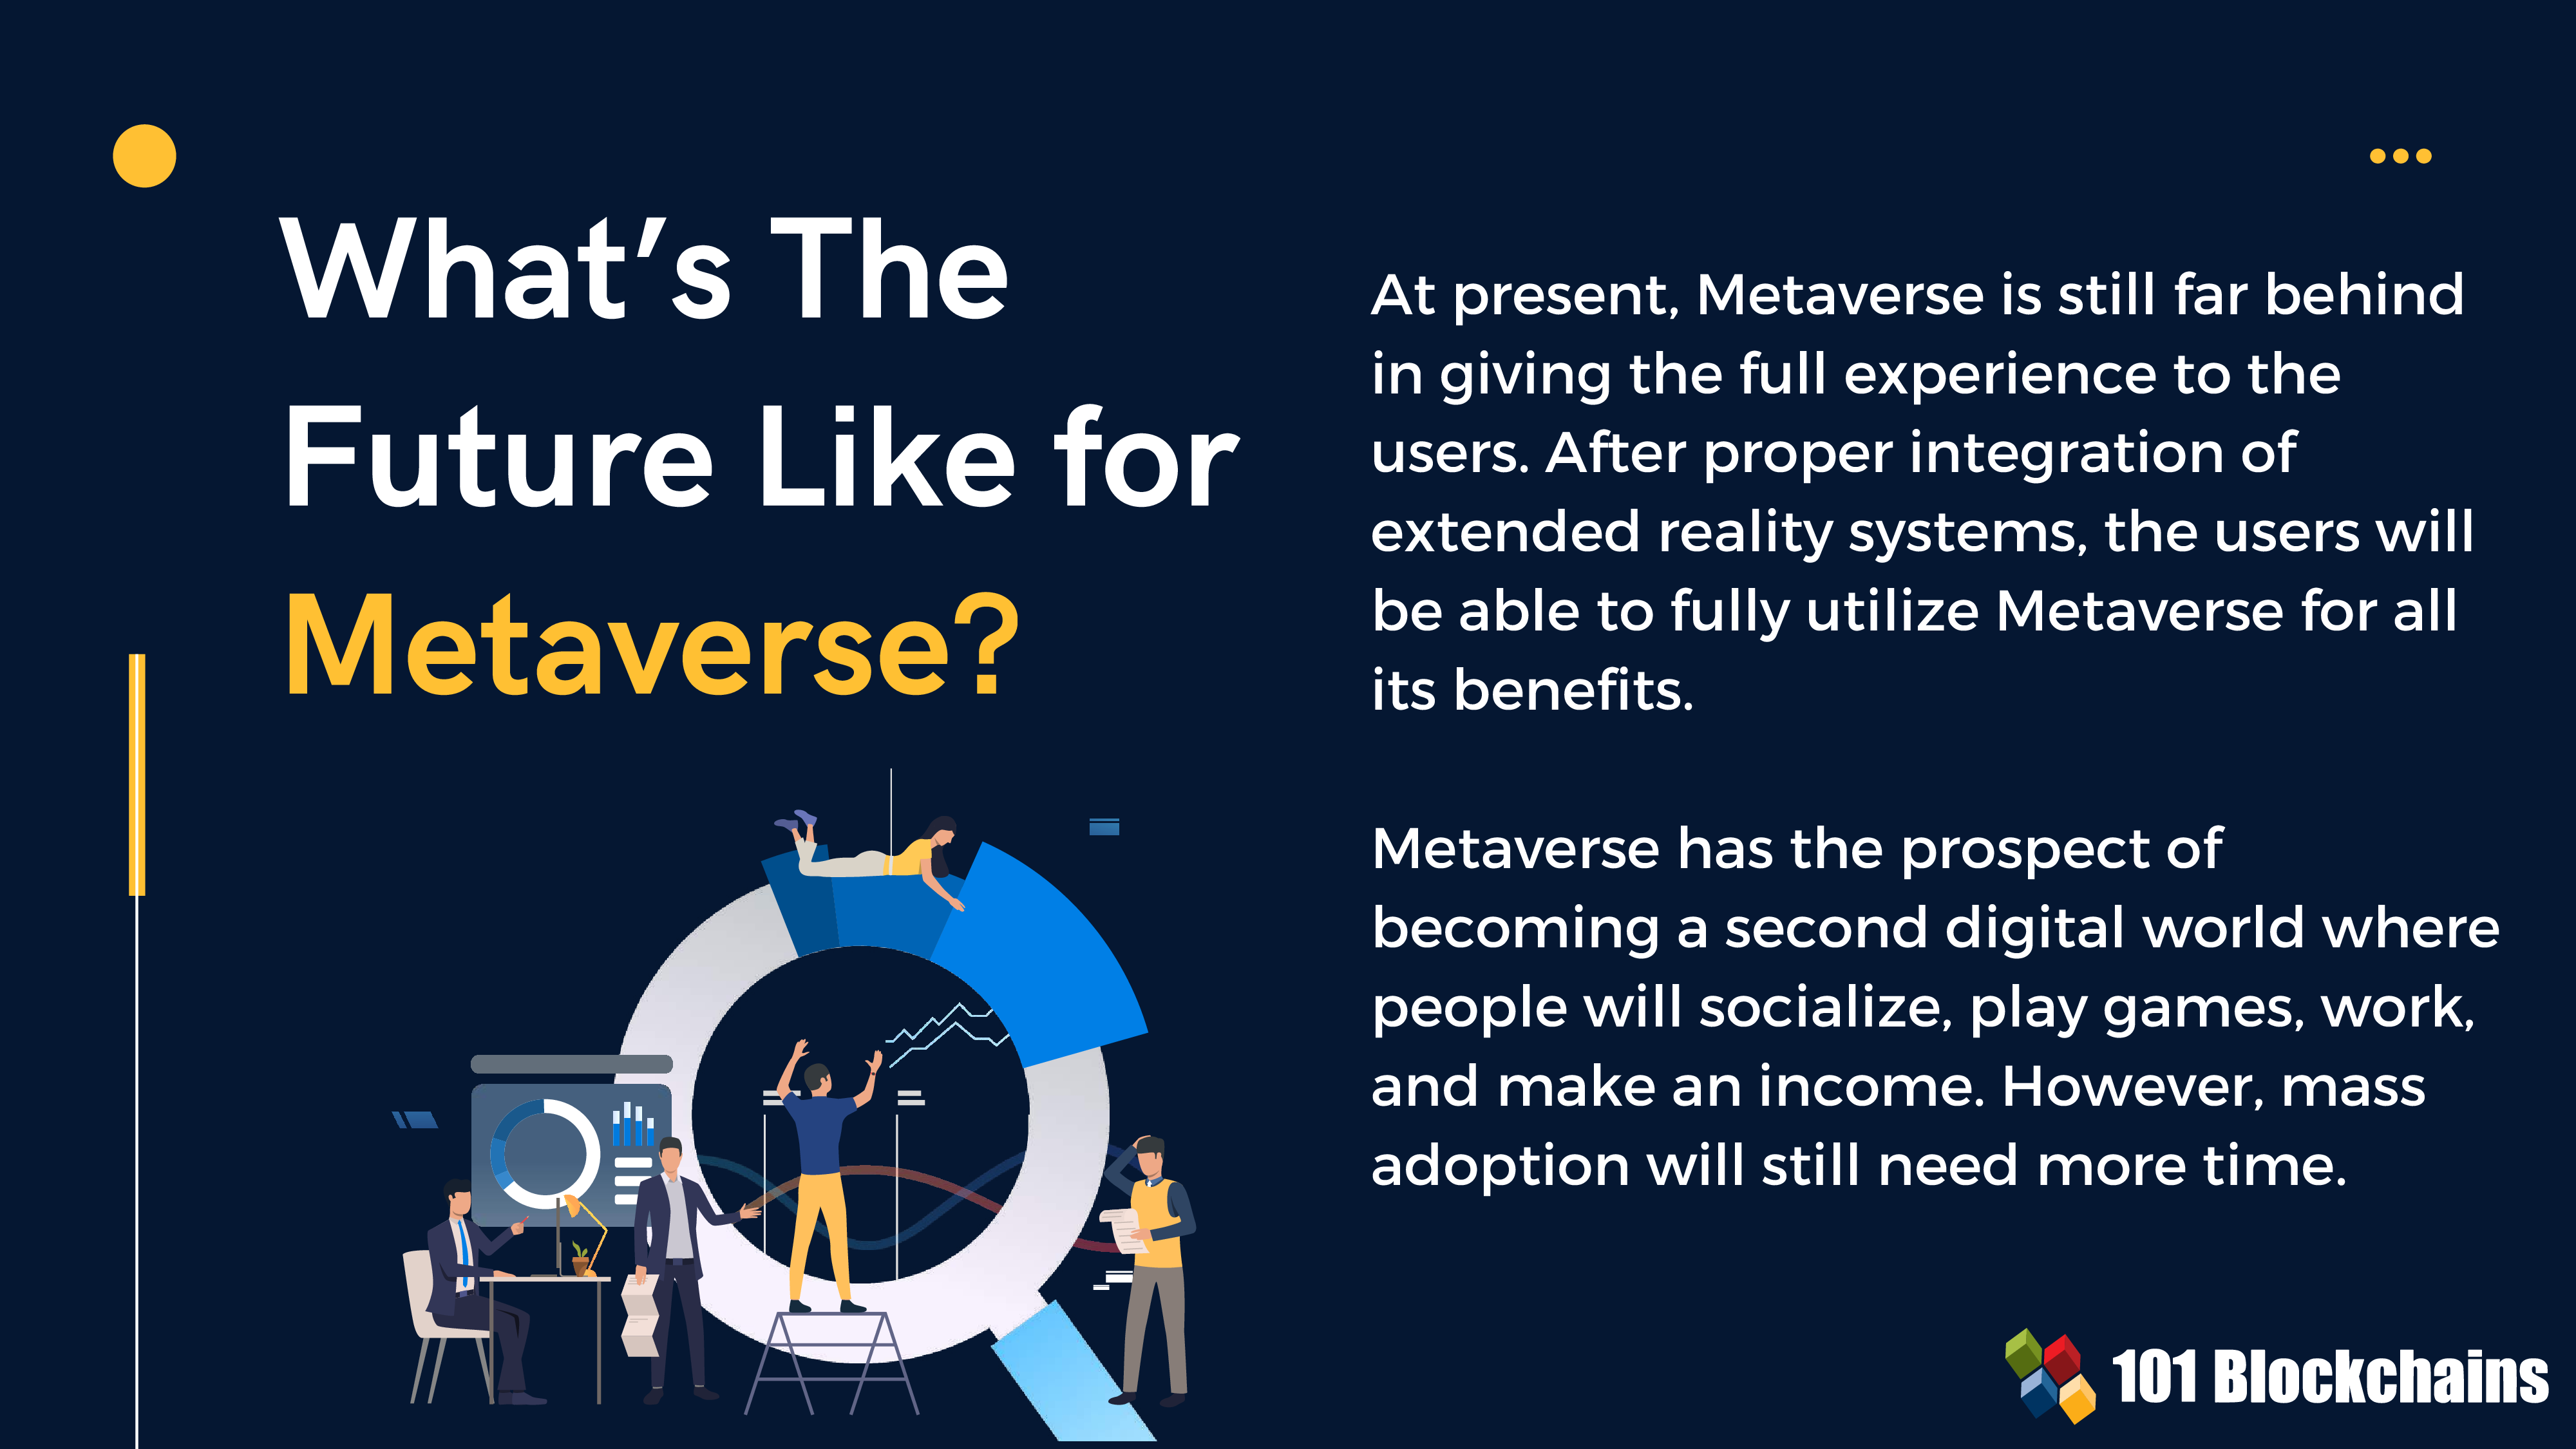 What's The
Future Like for
Metaverse?
At present, Metaverse is still far behind
in giving the full experience to the
users. After proper integration of
extended reality systems, the users will
be able to fully utilize Metaverse for all
its benefits.
Metaverse has the prospect of
becoming a second digital world where
people will socialize, play games, work,
and make an income. However, mass
adoption will still need more time.
101 Blockchains